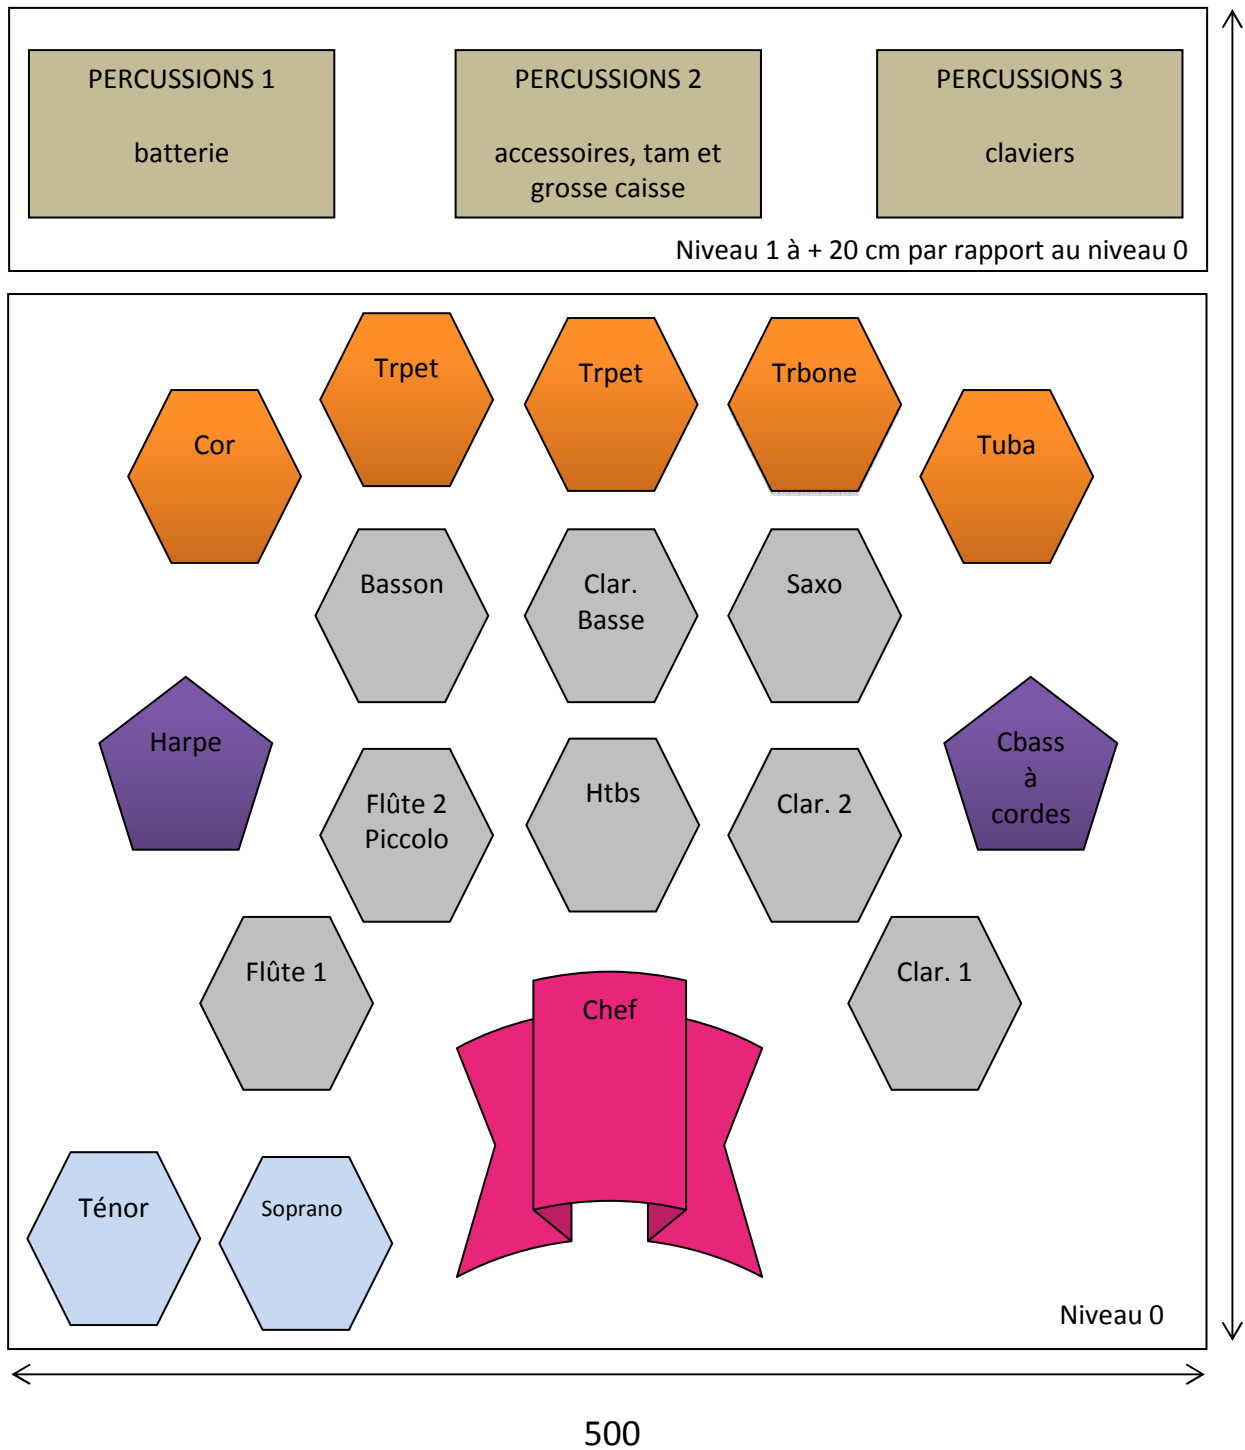 PERCUSSIONS 1
batterie
PERCUSSIONS 2
accessoires, tam et
grosse caisse
PERCUSSIONS 3
claviers
Niveau 1 à + 20 cm par rapport au niveau 0
Trpet
Trpet
Trbone
Cor
Tuba
Basson
Clar.
Basse
Saxo
Harpe
Cbass
à
cordes
Flûte 2
Piccolo
Htbs
Clar. 2
Flûte 1
Chef
Clar. 1
Ténor
Soprano
Niveau 0
500